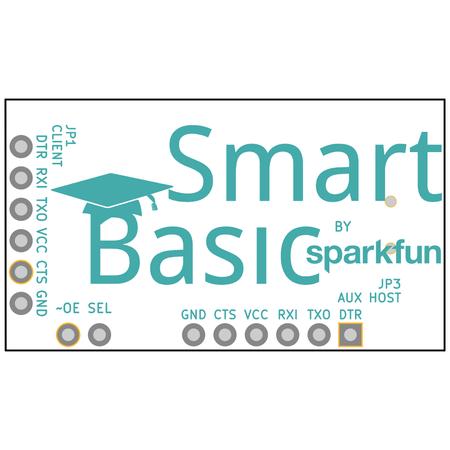 Smart
Basic
BY
sparkfun
JP1
CLIENT
DTR RXI TXO VCC CTS GND
~OE SEL
JP3
AUX HOST
GND CTS VCC RXI TXO DTR